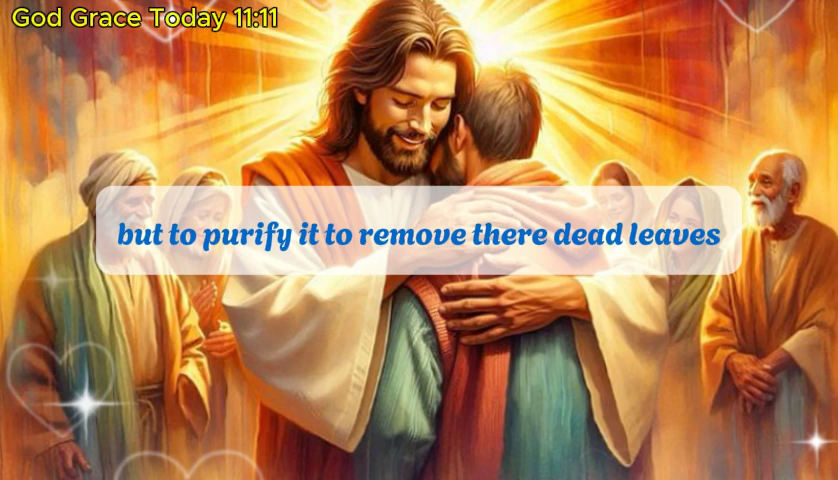 God Grace Today 11:11
but to purify it to remove there dead leaves